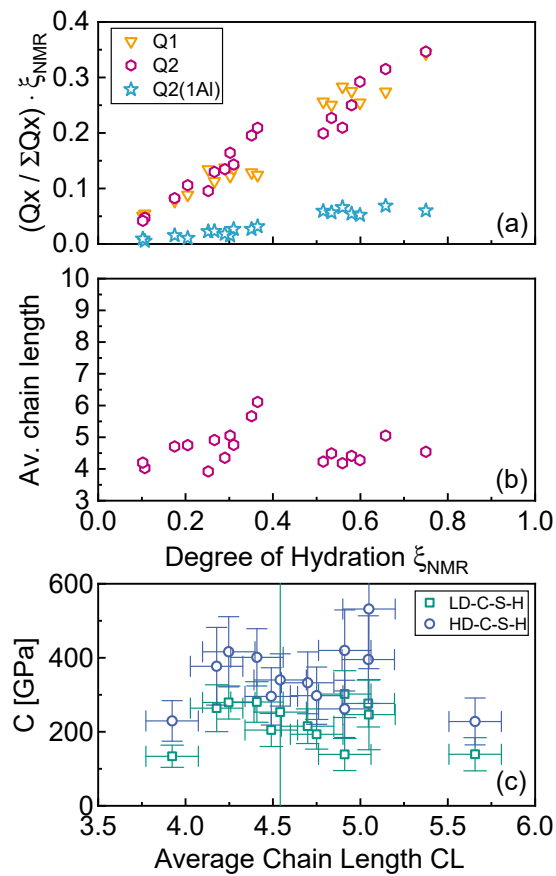 (Qx / ΣQx) · ξNMR
0.4
0.3
0.2
0.1
0.0
Q1
Q2
Q2(1Al)
(a)
Av. chain length
10
9
8
7
6
5
4
3
(b)
0.0 0.2 0.4 0.6 0.8 1.0
Degree of Hydration ξNMR
C [GPa]
600
400
200
0
LD-C-S-H
HD-C-S-H
(c)
3.5 4.0 4.5 5.0 5.5 6.0
Average Chain Length CL